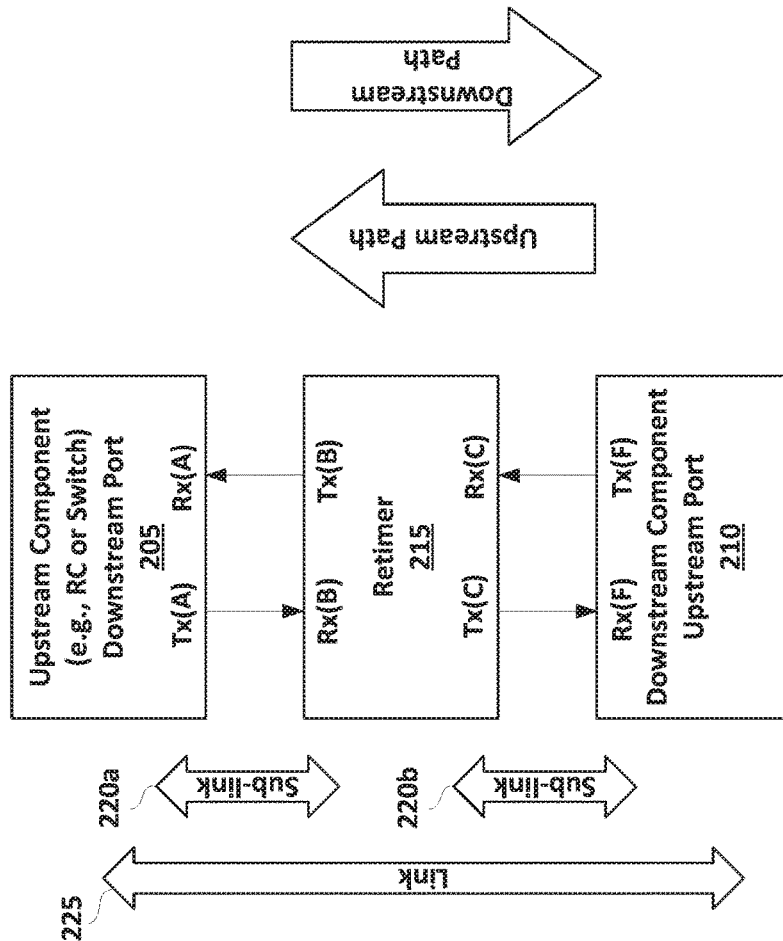 Upstream Component
(e.g., RC or Switch)
Downstream Port
205
Tx(A)
Rx(A)
220a
Sub-link
Rx(B)
Tx(B)
Retimer
215
Tx(C)
Rx(C)
220b
Sub-link
Rx(F)
Tx(F)
Downstream Component
Upstream Port
210
225
Link
Upstream Path
Downstream
Path